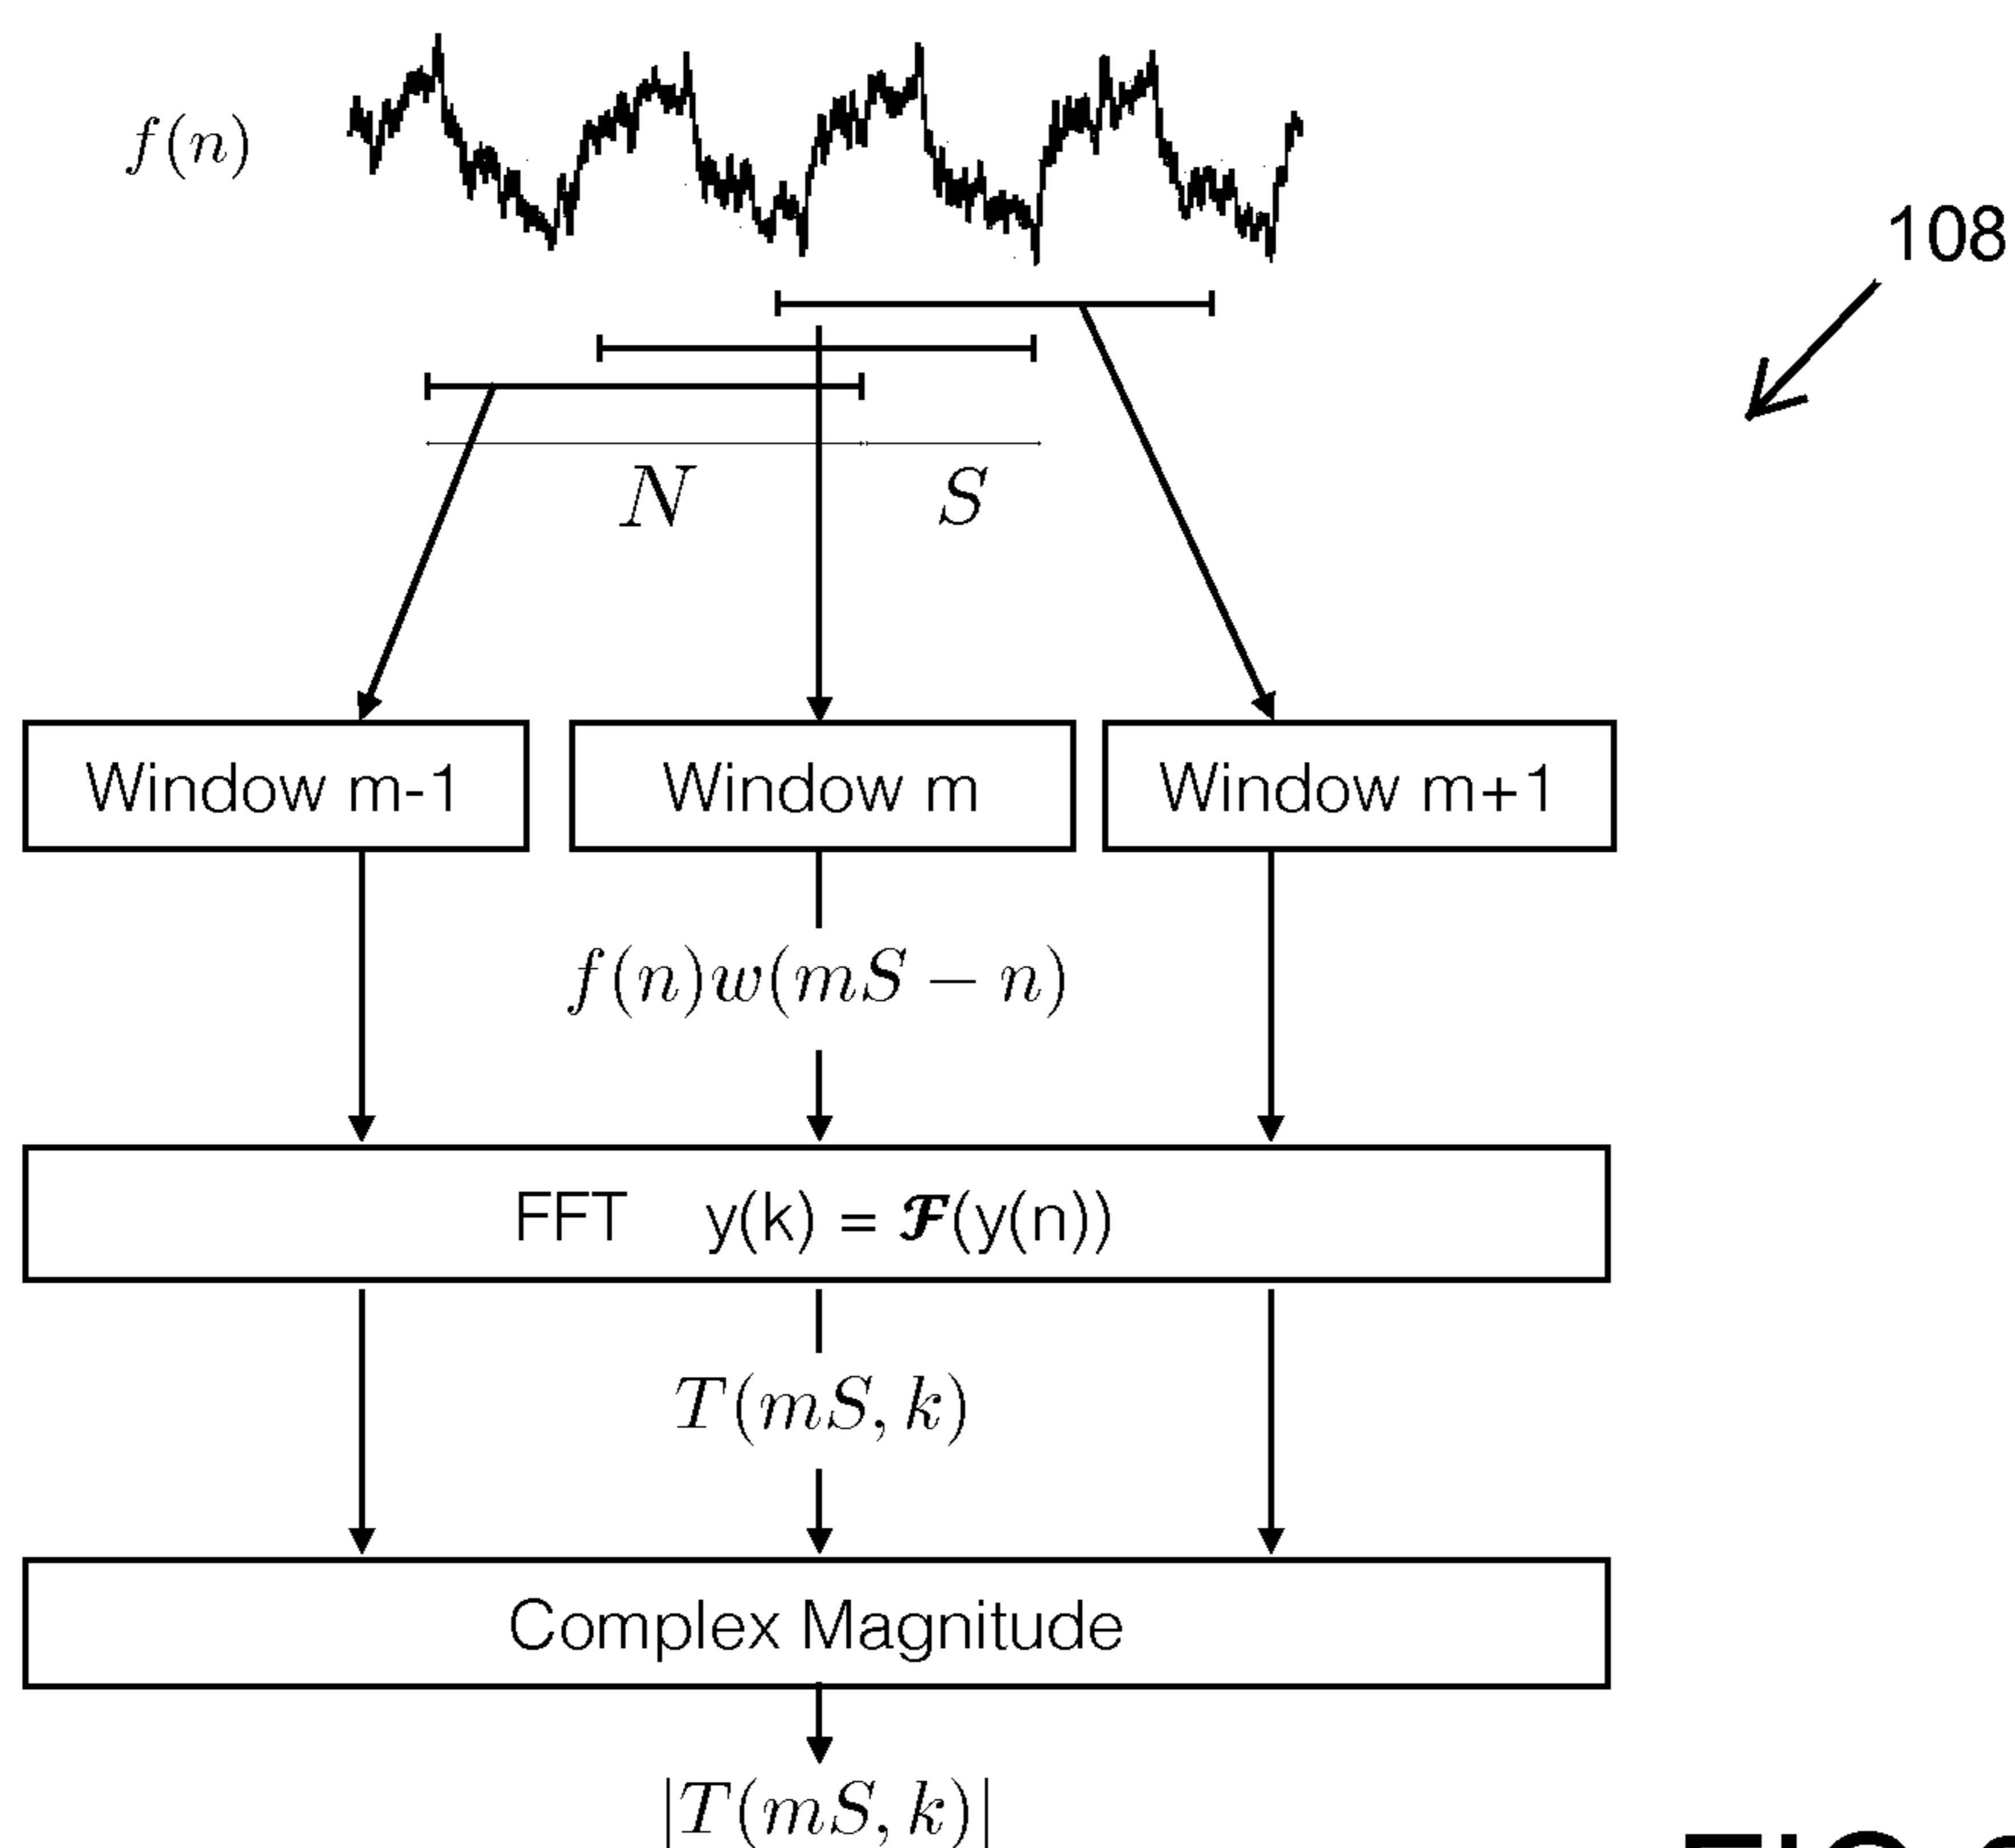 f(n)
108
N S
Window m-1 Window m Window m+1
f(n)w(mS − n)
FFT y(k) = 𝓕(y(n))
T(mS, k)
Complex Magnitude
|T(mS, k)|